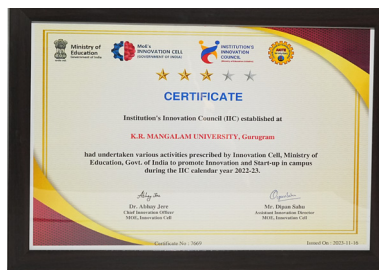 Ministry of
Education
Government of India
MoE's
INNOVATION CELL
(GOVERNMENT OF INDIA)
INSTITUTION'S
INNOVATION
COUNCIL
CERTIFICATE
Institution's Innovation Council (IIC) established at
K.R. MANGALAM UNIVERSITY, Gurugram
had undertaken various activities prescribed by Innovation Cell, Ministry of
Education, Govt. of India to promote Innovation and Start-up in campus
during the IIC calendar year 2022-23.
Dr. Abhay Jere
Chief Innovation Officer
MOE, Innovation Cell
Mr. Dipan Sahu
Assistant Innovation Director
MOE, Innovation Cell
Certificate No : 7669
Issued On : 2023-11-16